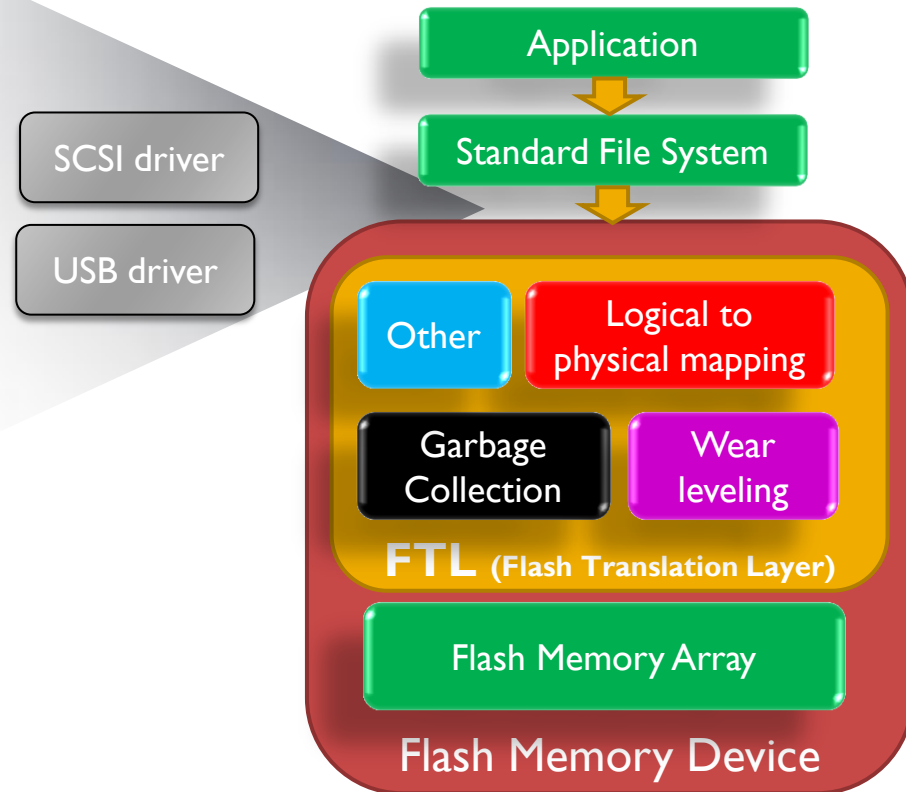 Application
SCSI driver
Standard File System
USB driver
Other
Logical to
physical mapping
Garbage
Collection
Wear
leveling
FTL (Flash Translation Layer)
Flash Memory Array
Flash Memory Device